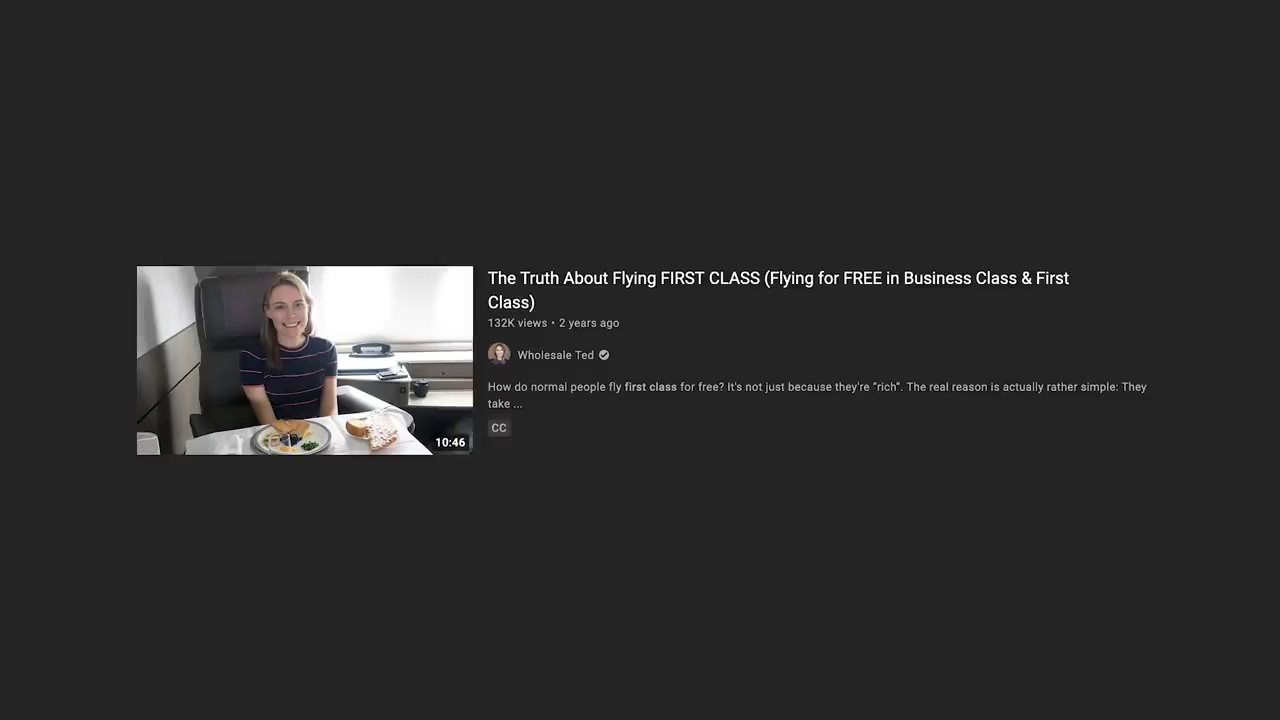 The Truth About Flying FIRST CLASS (Flying for FREE in Business Class & First
Class)
132K views • 2 years ago
Wholesale Ted
How do normal people fly first class for free? It's not just because they're "rich". The real reason is actually rather simple: They
take ...
CC
10:46